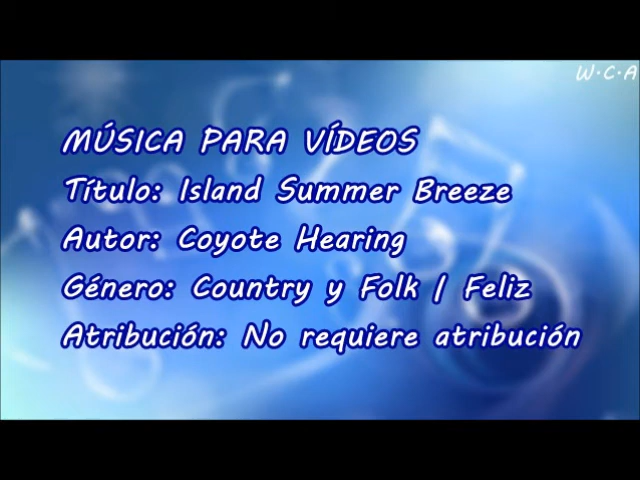 W·C·A
MÚSICA PARA VÍDEOS
Título: Island Summer Breeze
Autor: Coyote Hearing
Género: Country y Folk | Feliz
Atribución: No requiere atribución